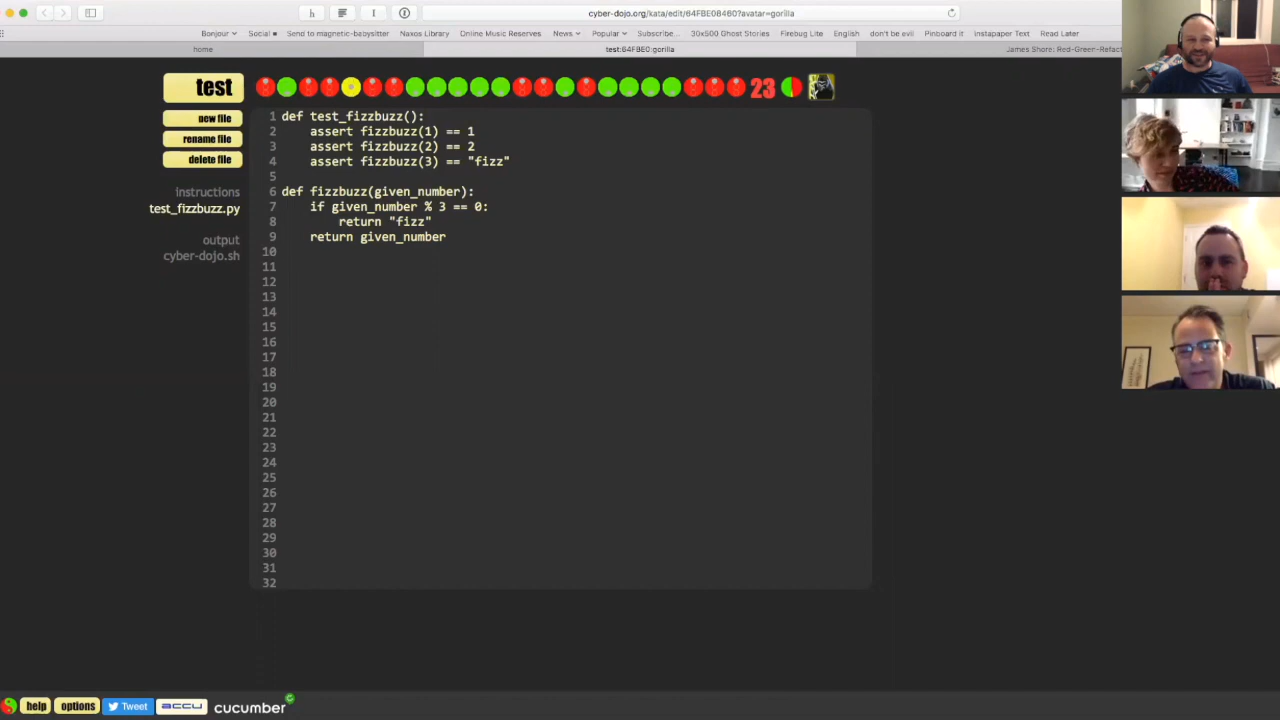 cyber-dojo.org/kata/edit/64FBE08460?avatar=gorilla
Bonjour Social Send to magnetic-babysitter Naxos Library Online Music Reserves News Popular Subscribe... 30x500 Ghost Stories Firebug Lite English don't be evil Pinboard it Instapaper Text Read Later
home test:64FBE0:gorilla James Shore: Red-Green-Refact
test 23
new file
rename file
delete file
instructions
test_fizzbuzz.py
output
cyber-dojo.sh
1 def test_fizzbuzz():
2 assert fizzbuzz(1) == 1
3 assert fizzbuzz(2) == 2
4 assert fizzbuzz(3) == "fizz"
5
6 def fizzbuzz(given_number):
7 if given_number % 3 == 0:
8 return "fizz"
9 return given_number
10
11
12
13
14
15
16
17
18
19
20
21
22
23
24
25
26
27
28
29
30
31
32
help options Tweet accu cucumber